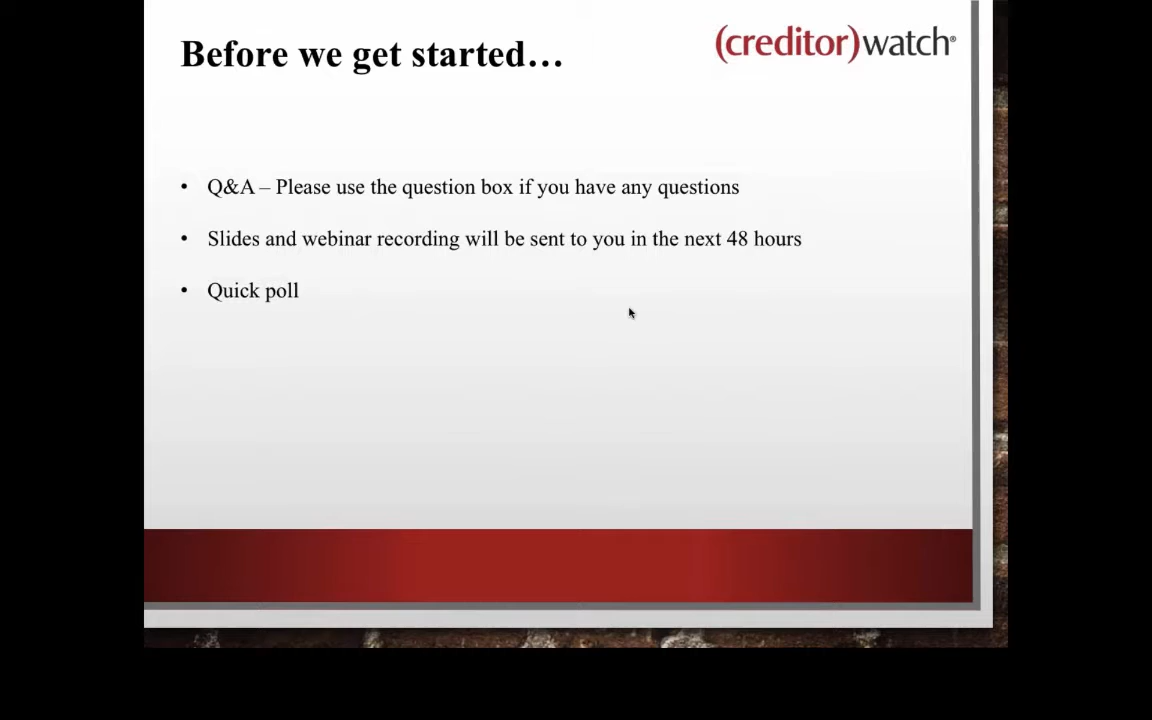 Before we get started…
(creditor)watch®
• Q&A – Please use the question box if you have any questions
• Slides and webinar recording will be sent to you in the next 48 hours
• Quick poll